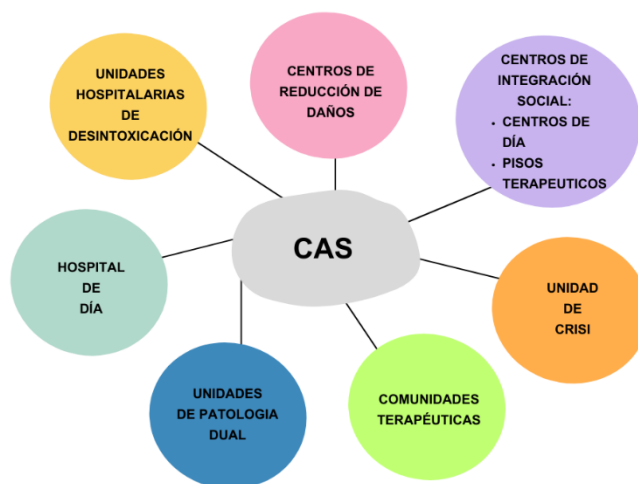 UNIDADES
HOSPITALARIAS
DE
DESINTOXICACIÓN
CENTROS DE
REDUCCIÓN DE
DAÑOS
CENTROS DE
INTEGRACIÓN
SOCIAL:
• CENTROS DE
DÍA
• PISOS
TERAPEUTICOS
CAS
HOSPITAL
DE
DÍA
UNIDAD
DE
CRISI
UNIDADES
DE PATOLOGIA
DUAL
COMUNIDADES
TERAPÉUTICAS